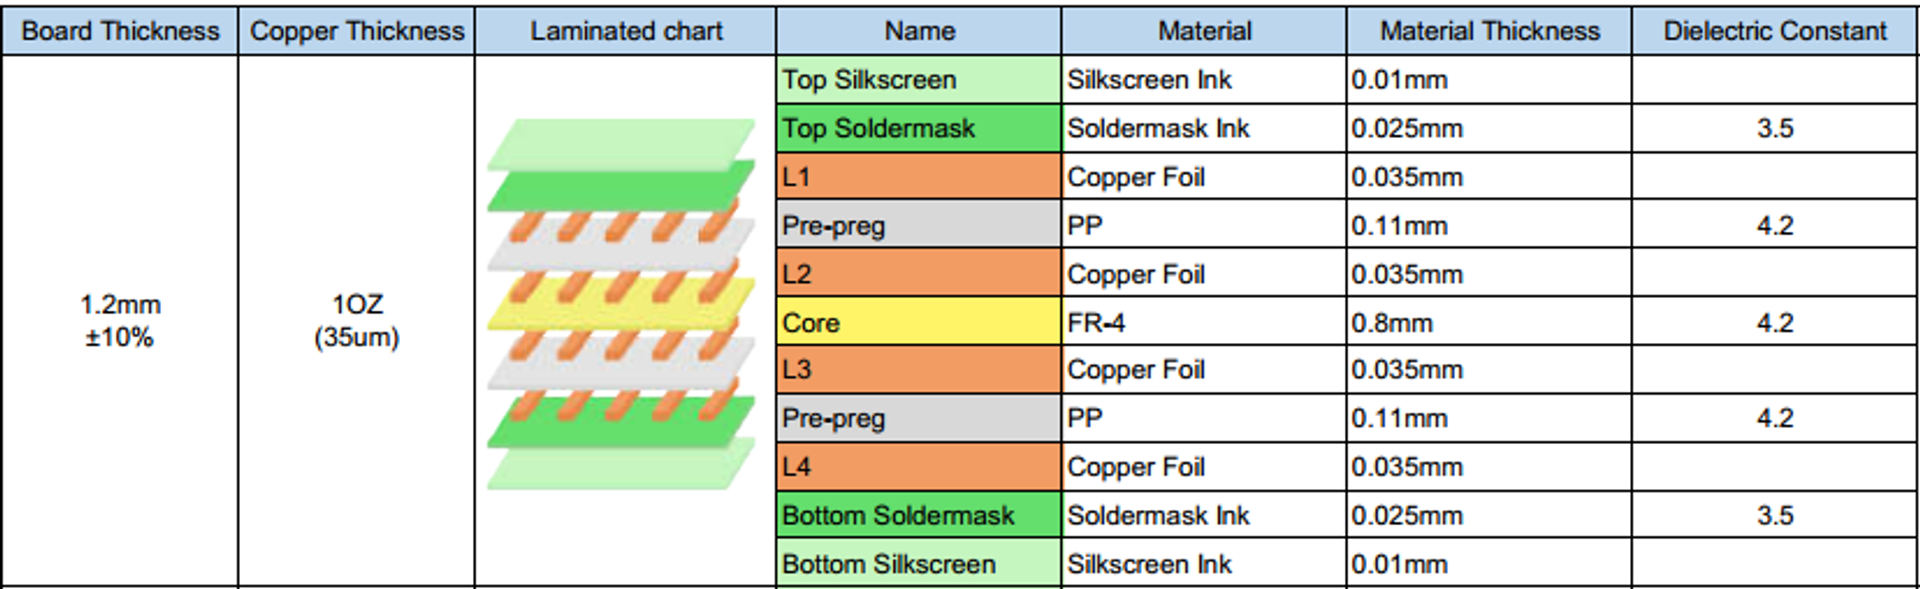 Board Thickness Copper Thickness Laminated chart Name Material Material Thickness Dielectric Constant
Top Silkscreen Silkscreen Ink 0.01mm
Top Soldermask Soldermask Ink 0.025mm 3.5
L1 Copper Foil 0.035mm
Pre-preg PP 0.11mm 4.2
L2 Copper Foil 0.035mm
1.2mm
±10%
1OZ
(35um)
Core FR-4 0.8mm 4.2
L3 Copper Foil 0.035mm
Pre-preg PP 0.11mm 4.2
L4 Copper Foil 0.035mm
Bottom Soldermask Soldermask Ink 0.025mm 3.5
Bottom Silkscreen Silkscreen Ink 0.01mm